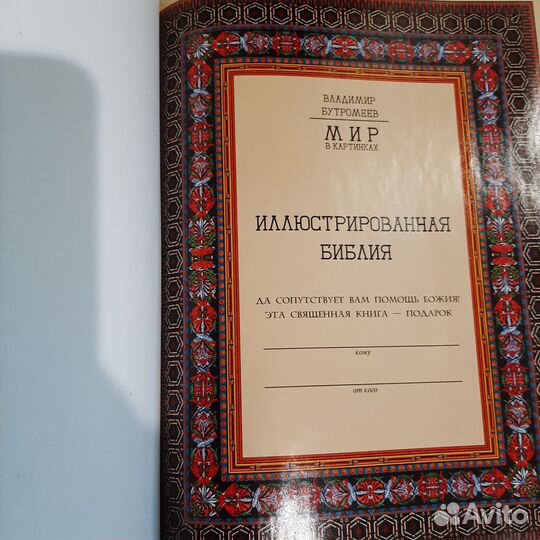 ВЛАДИМИР
БУТРОМЕЕВ
МИР
В КАРТИНКАХ
ИЛЛЮСТРИРОВАННАЯ
БИБЛИЯ
ДА СОПУТСТВУЕТ ВАМ ПОМОЩЬ БОЖИЯ!
ЭТА СВЯЩЕННАЯ КНИГА — ПОДАРОК
кому
от кого
Avito